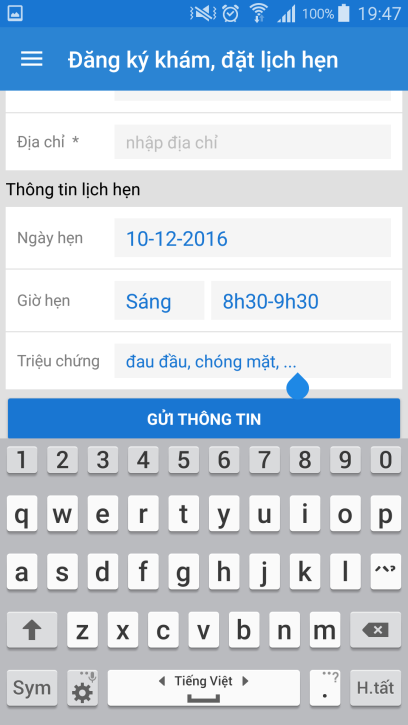 100% 19:47
Đăng ký khám, đặt lịch hẹn
Địa chỉ * nhập địa chỉ
Thông tin lịch hẹn
Ngày hẹn 10-12-2016
Giờ hẹn Sáng 8h30-9h30
Triệu chứng đau đầu, chóng mặt, ...
GỬI THÔNG TIN
1 2 3 4 5 6 7 8 9 0
q w e r t y u i o p
a s d f g h j k l
z x c v b n m
Sym Tiếng Việt . ? H.tất